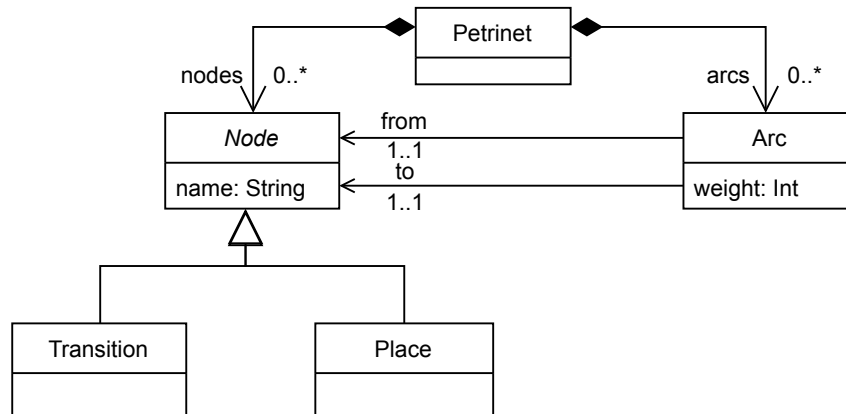 Petrinet
nodes
0..*
arcs
0..*
Node
name: String
from
1..1
to
1..1
Arc
weight: Int
Transition
Place